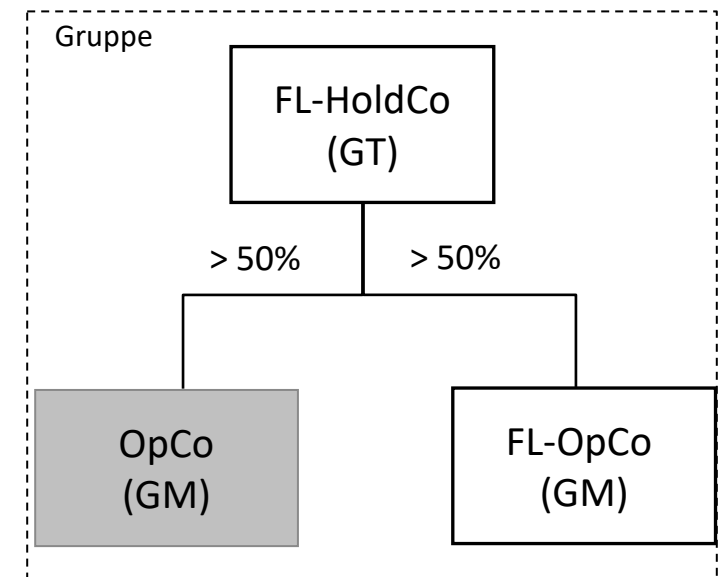 Gruppe
FL-HoldCo
(GT)
> 50%
> 50%
OpCo
(GM)
FL-OpCo
(GM)